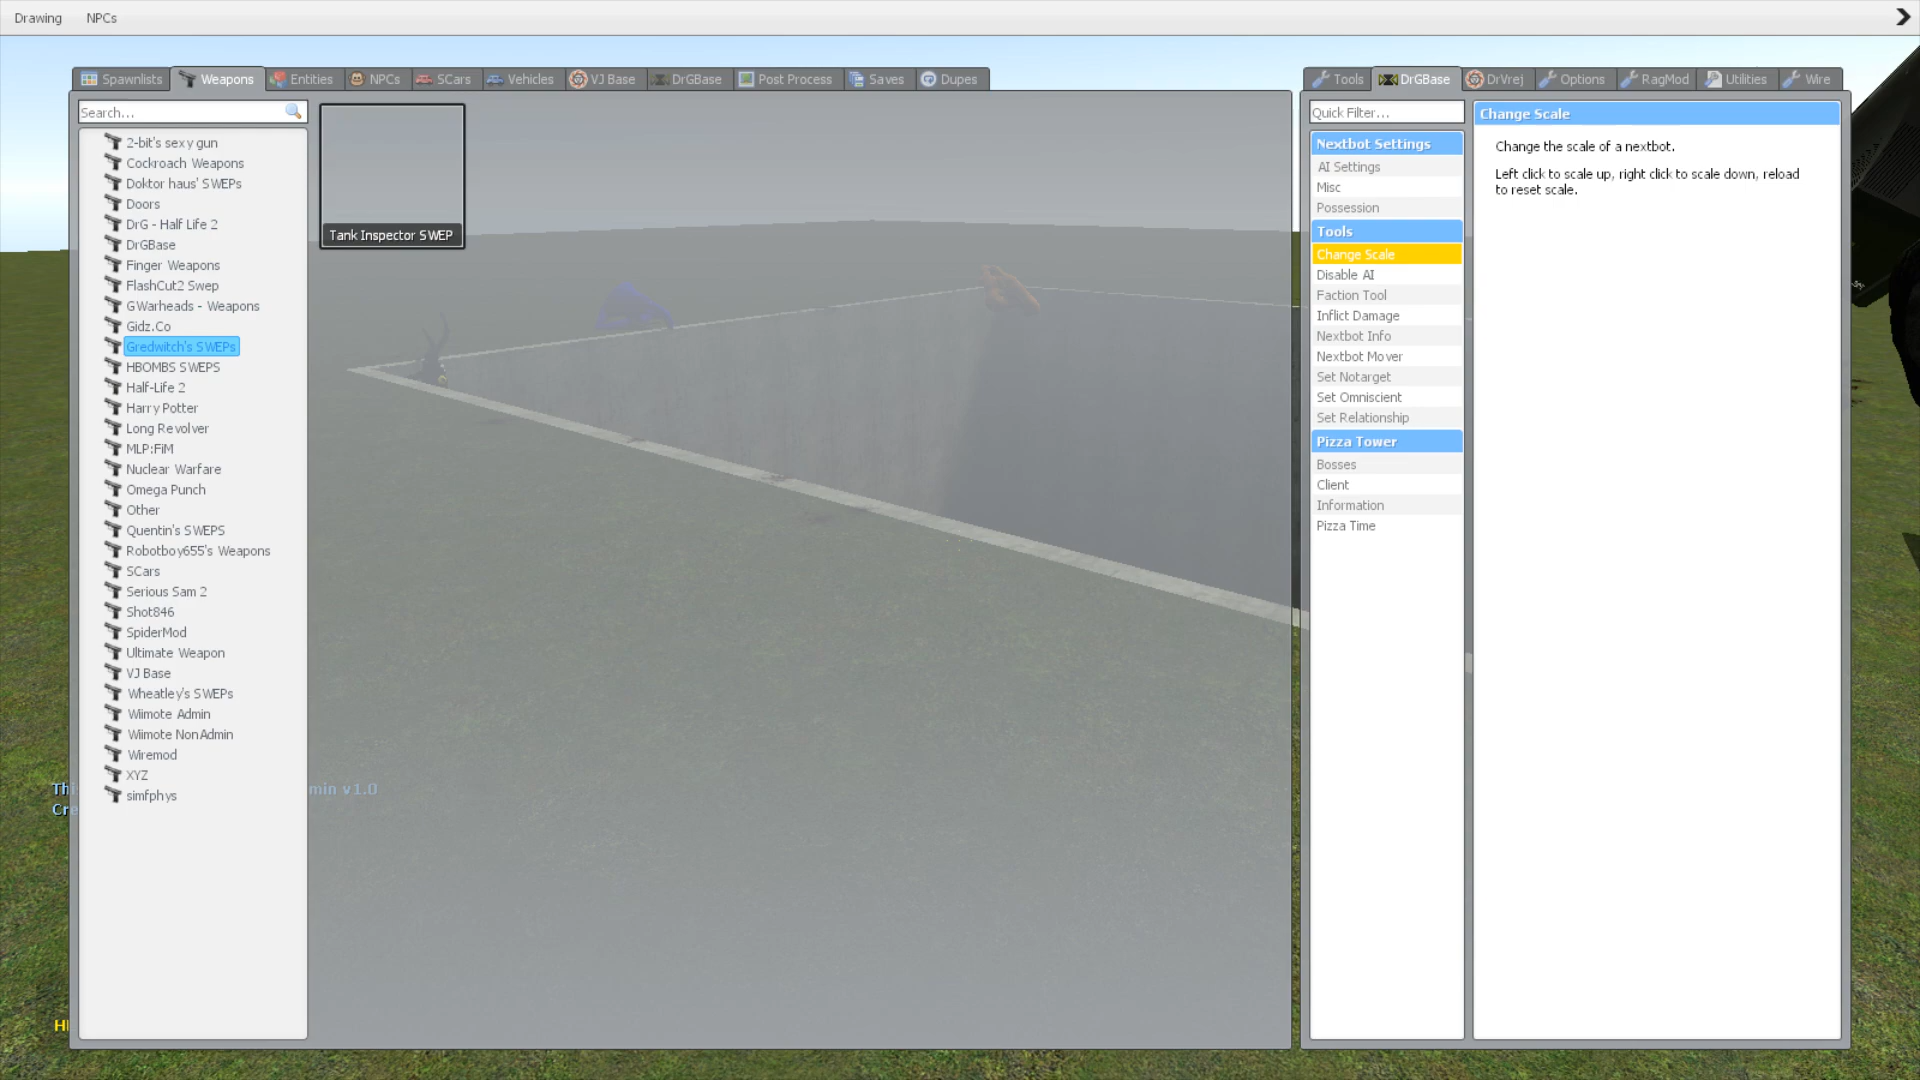 Drawing NPCs
Spawnlists Weapons Entities NPCs SCars Vehicles VJ Base DrGBase Post Process Saves Dupes
Search...
2-bit's sexy gun
Cockroach Weapons
Doktor haus' SWEPs
Doors
DrG - Half Life 2
DrGBase
Finger Weapons
FlashCut2 Swep
GWarheads - Weapons
Gidz.Co
Gredwitch's SWEPs
HBOMBS SWEPS
Half-Life 2
Harry Potter
Long Revolver
MLP:FiM
Nuclear Warfare
Omega Punch
Other
Quentin's SWEPS
Robotboy655's Weapons
SCars
Serious Sam 2
Shot846
SpiderMod
Ultimate Weapon
VJ Base
Wheatley's SWEPs
Wiimote Admin
Wiimote NonAdmin
Wiremod
XYZ
simfphys
Tank Inspector SWEP
Thi
min v1.0
Cre
Tools DrGBase DrVrej Options RagMod Utilities Wire
Quick Filter...
Nextbot Settings
AI Settings
Misc
Possession
Tools
Change Scale
Disable AI
Faction Tool
Inflict Damage
Nextbot Info
Nextbot Mover
Set Notarget
Set Omniscient
Set Relationship
Pizza Tower
Bosses
Client
Information
Pizza Time
Change Scale
Change the scale of a nextbot.
Left click to scale up, right click to scale down, reload
to reset scale.